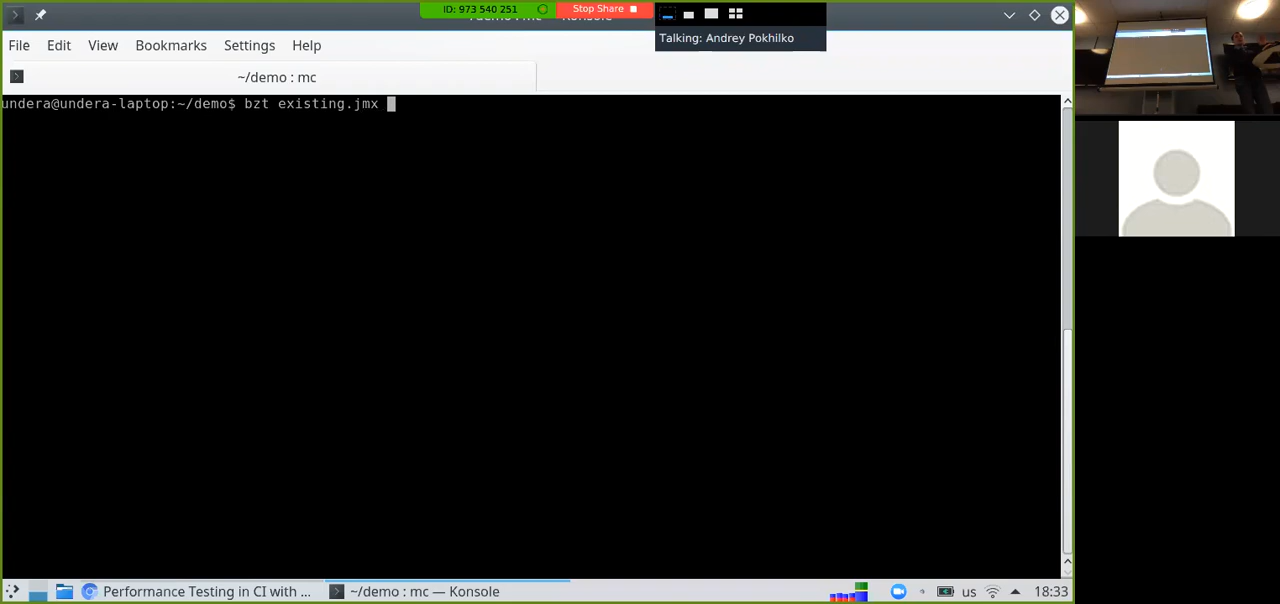 ID: 973 540 251
Stop Share
Talking: Andrey Pokhilko
File Edit View Bookmarks Settings Help
~/demo : mc
undera@undera-laptop:~/demo$ bzt existing.jmx
Performance Testing in CI with ...
~/demo : mc — Konsole
us
18:33